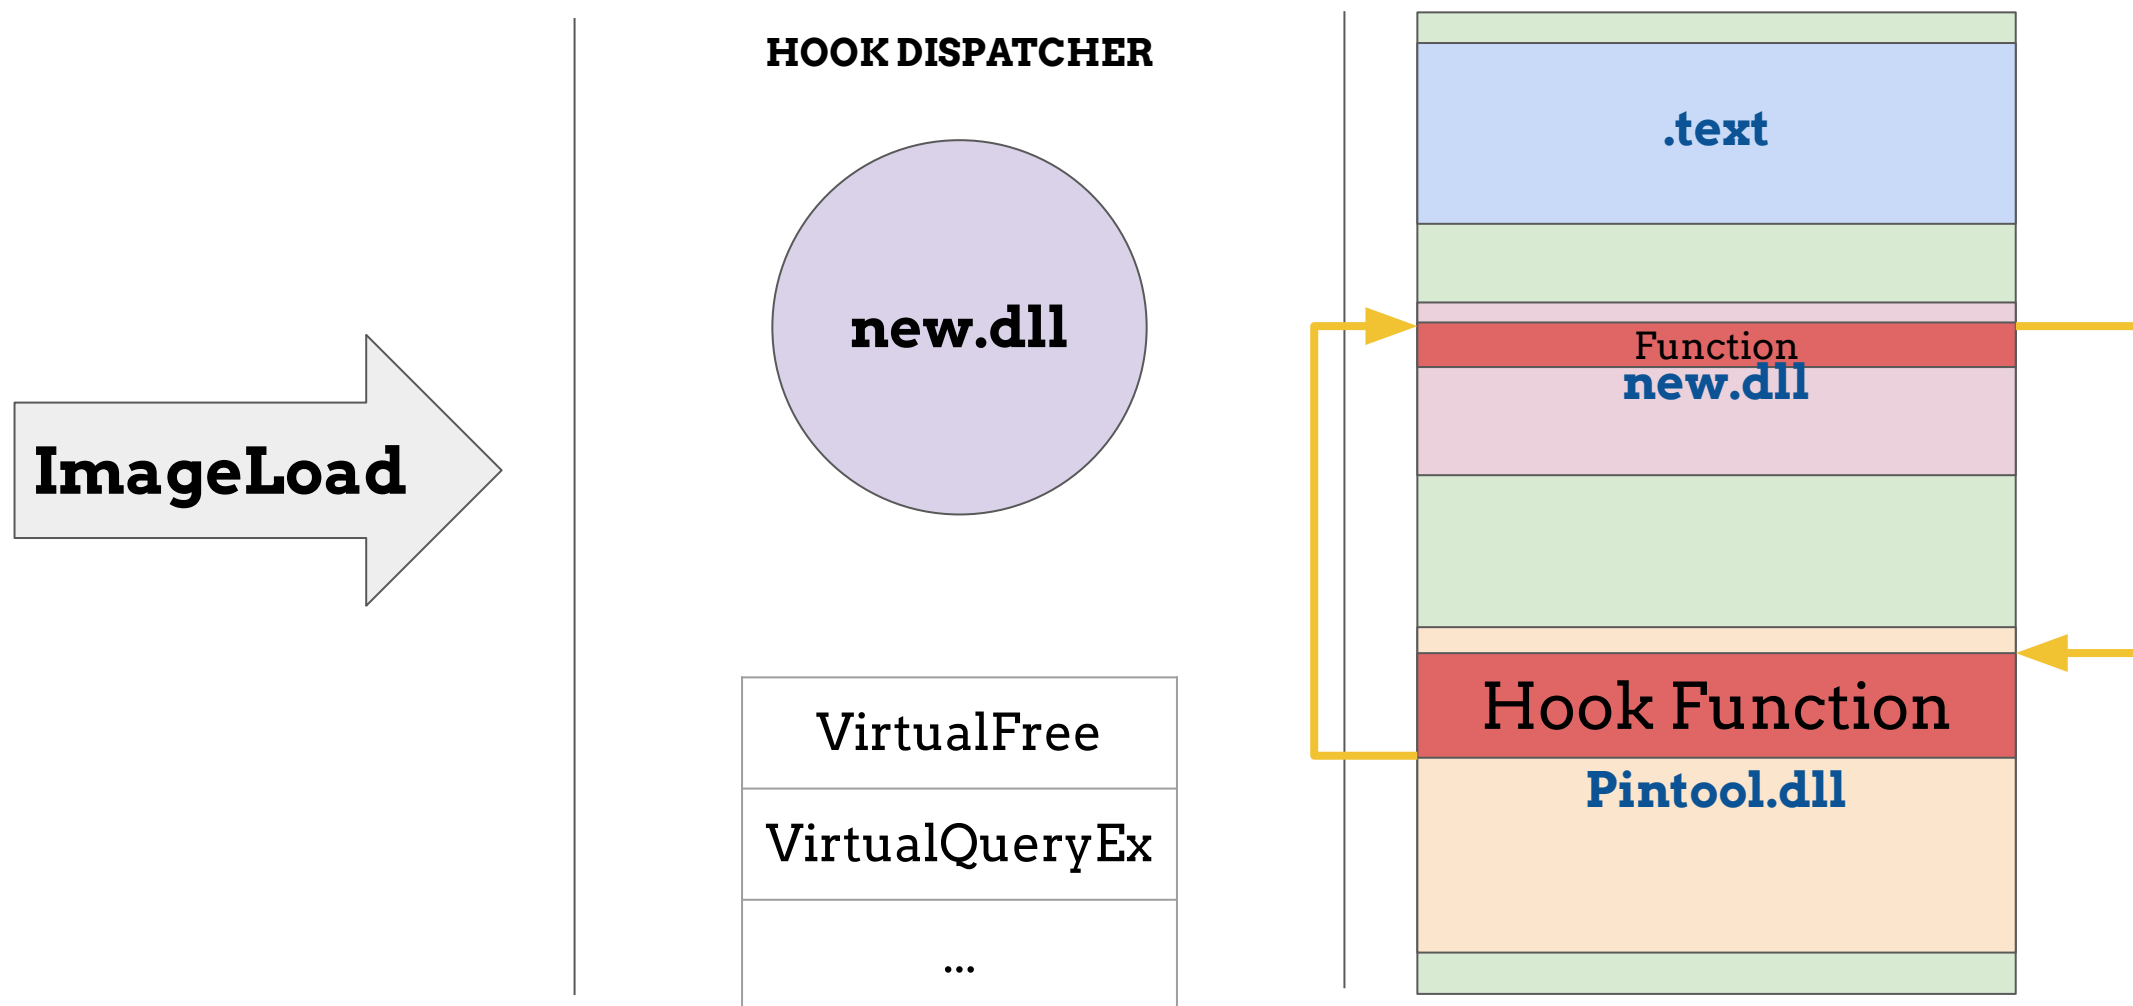 ImageLoad
HOOK DISPATCHER
new.dll
VirtualFree
VirtualQueryEx
...
.text
Function
new.dll
Hook Function
Pintool.dll